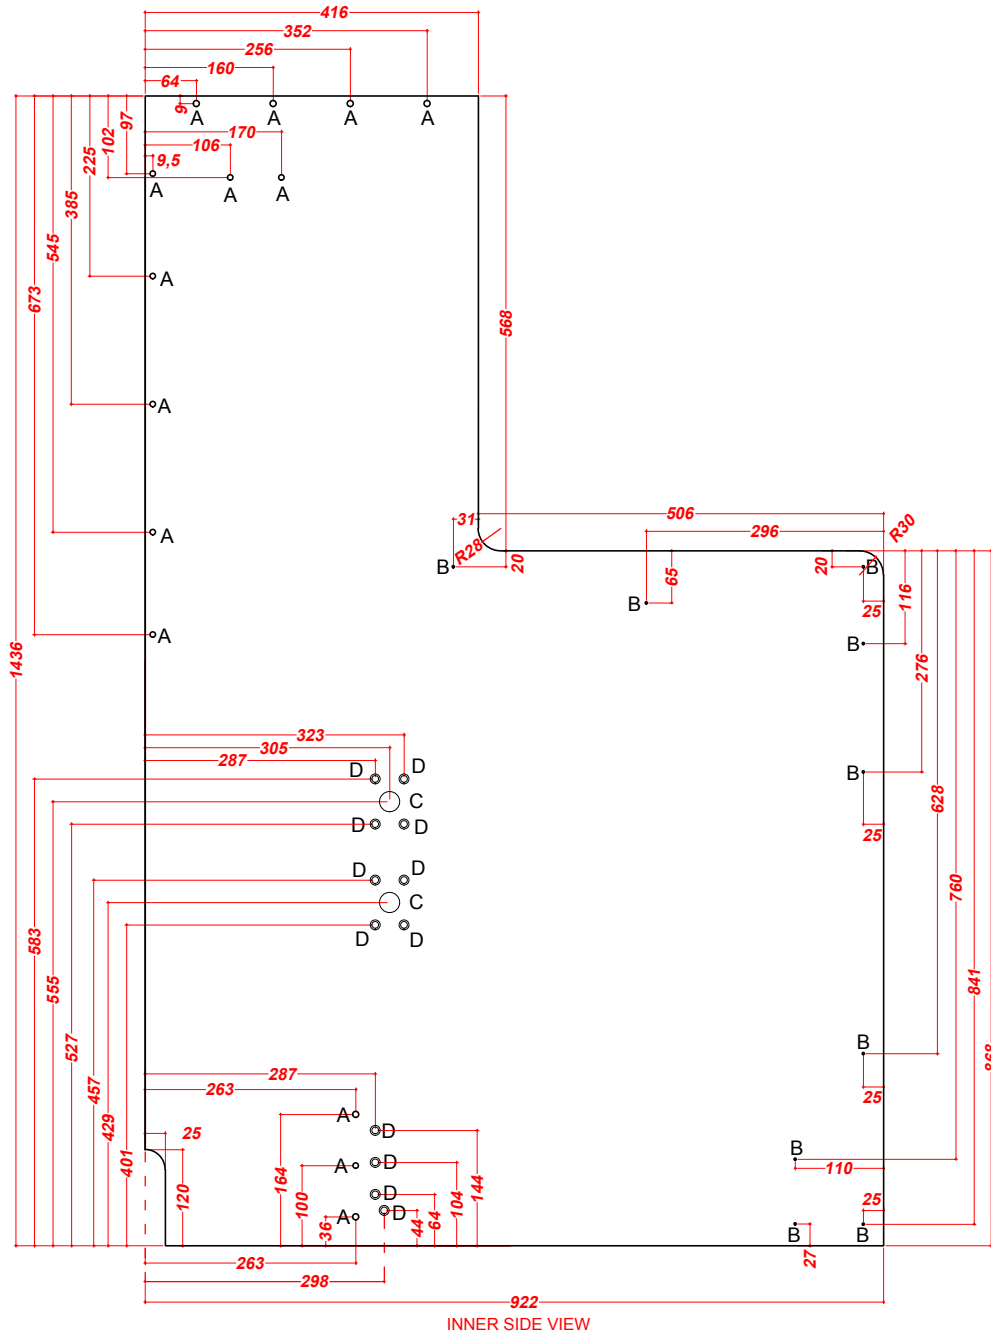 416
352
256
160
64
9
A
A
A
A
97
102
225
385
545
673
1436
170
106
9,5
A
A
A
A
A
A
A
568
506
31
296
R30
R28
20
65
20
B
B
B
25
116
B
276
B
25
628
760
841
868
323
305
287
D
D
C
D
D
D
D
C
D
D
583
555
527
457
429
401
287
263
25
A
D
164
A
D
100
D
A
D
36
44
64
104
144
120
B
25
B
110
25
B
B
27
263
298
922
INNER SIDE VIEW